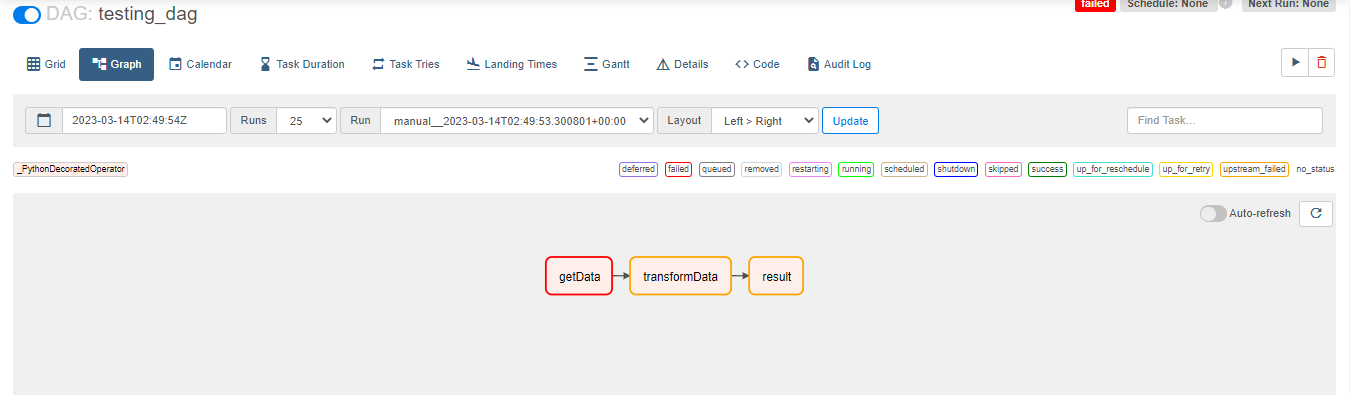 DAG: testing_dag
failed Schedule: None i Next Run: None
Grid Graph Calendar Task Duration Task Tries Landing Times Gantt Details Code Audit Log
2023-03-14T02:49:54Z Runs 25 Run manual__2023-03-14T02:49:53.300801+00:00 Layout Left > Right Update Find Task...
_PythonDecoratedOperator deferred failed queued removed restarting running scheduled shutdown skipped success up_for_reschedule up_for_retry upstream_failed no_status
Auto-refresh
getData transformData result